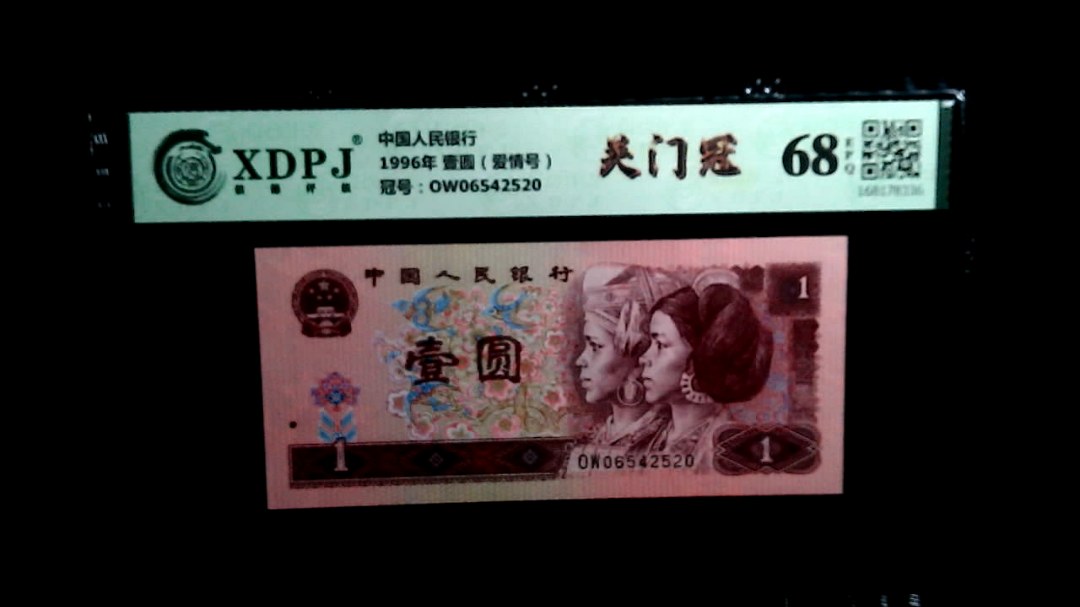 XDPJ®
中国人民银行
1996年 壹圆（爱情号）
冠号：OW06542520
关门冠
68
EPQ
中国人民银行
1
壹圆
1
OW06542520
1